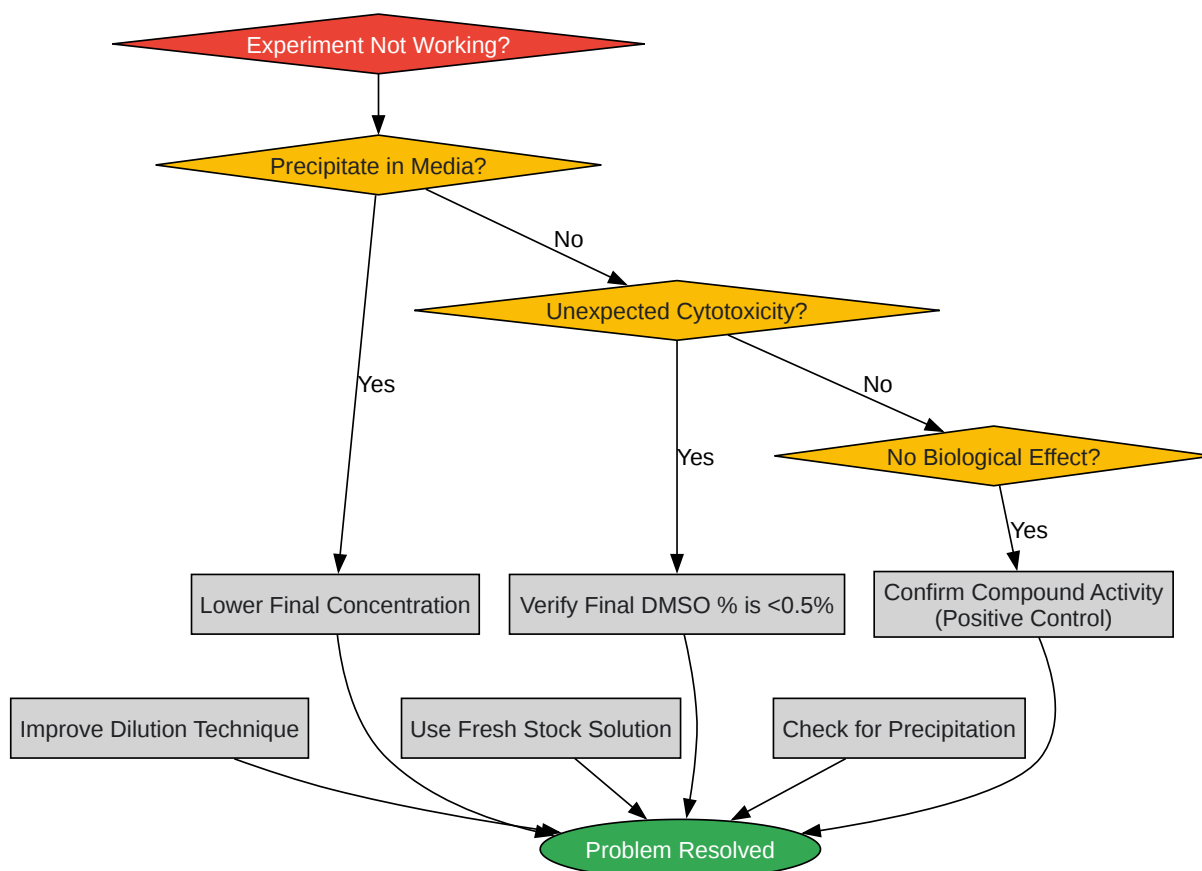 Experiment Not Working?
Precipitate in Media?
No
Unexpected Cytotoxicity?
Yes
No
Yes
No Biological Effect?
Yes
Lower Final Concentration
Verify Final DMSO % is <0.5%
Confirm Compound Activity
(Positive Control)
Improve Dilution Technique
Use Fresh Stock Solution
Check for Precipitation
Problem Resolved